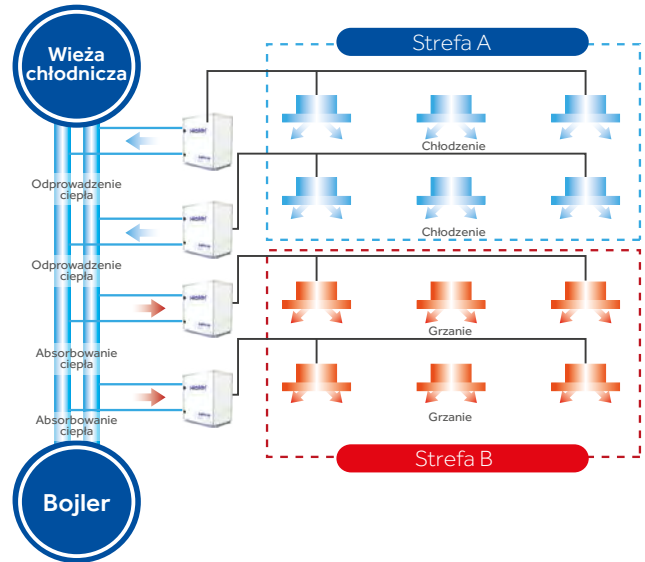 Wieża
chłodnicza
Strefa A
Chłodzenie
Odprowadzenie
ciepła
Chłodzenie
Odprowadzenie
ciepła
Grzanie
Absorbowanie
ciepła
Grzanie
Absorbowanie
ciepła
Strefa B
Bojler